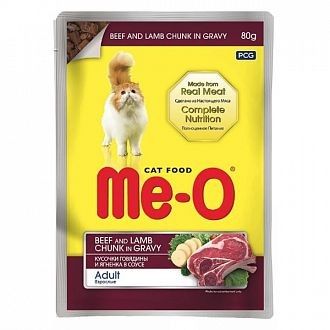 BEEF AND LAMB CHUNK IN GRAVY 80g
PCG
Made from
Real Meat
Сделано из Настоящего Мяса
Complete
Nutrition
Полноценное Питание
CAT FOOD
Me-O®
BEEF AND LAMB
CHUNK IN GRAVY
КУСОЧКИ ГОВЯДИНЫ
И ЯГНЕНКА В СОУСЕ
Adult
Взрослые